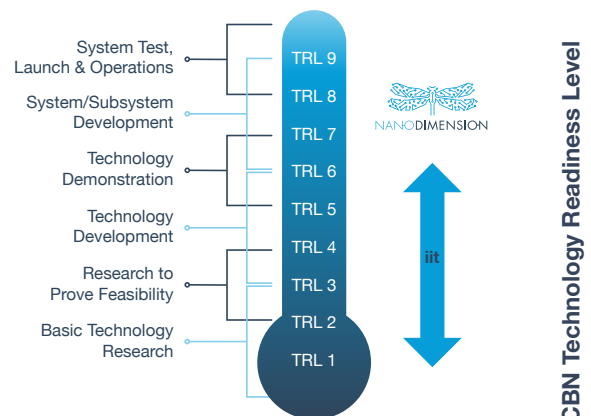 System Test,
Launch & Operations
System/Subsystem
Development
Technology
Demonstration
Technology
Development
Research to
Prove Feasibility
Basic Technology
Research
TRL 9
TRL 8
TRL 7
TRL 6
TRL 5
TRL 4
TRL 3
TRL 2
TRL 1
NANODIMENSION
iit
CBN Technology Readiness Level